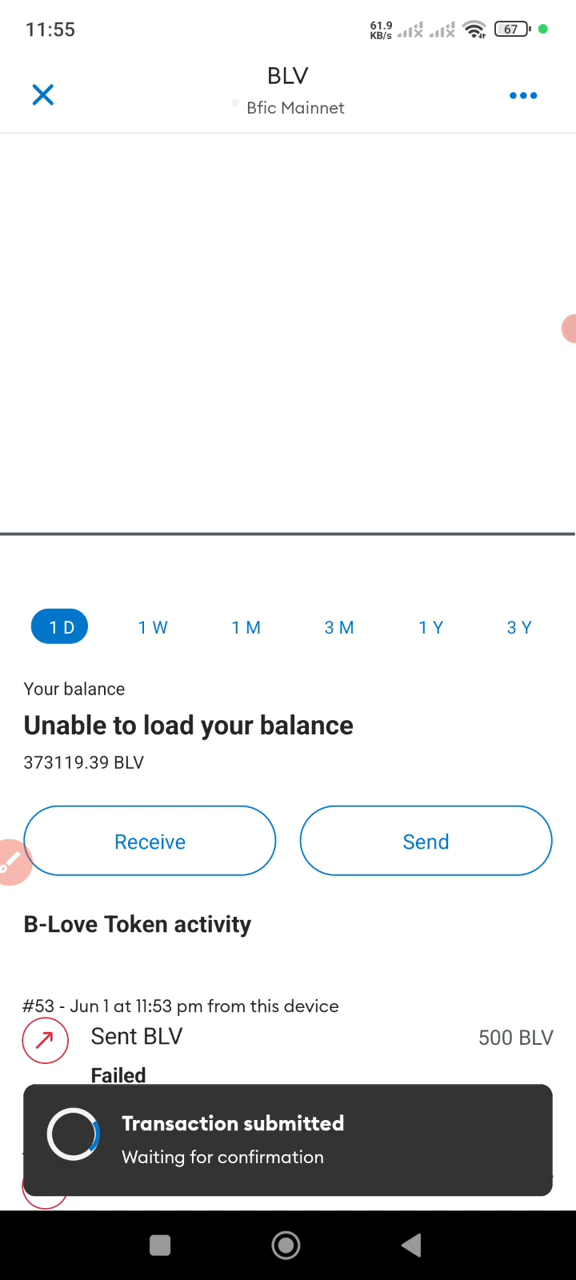 11:55
61.9
KB/s
67
BLV
Bfic Mainnet
1 D
1 W
1 M
3 M
1 Y
3 Y
Your balance
Unable to load your balance
373119.39 BLV
Receive
Send
B-Love Token activity
#53 - Jun 1 at 11:53 pm from this device
Sent BLV
500 BLV
Failed
Transaction submitted
Waiting for confirmation